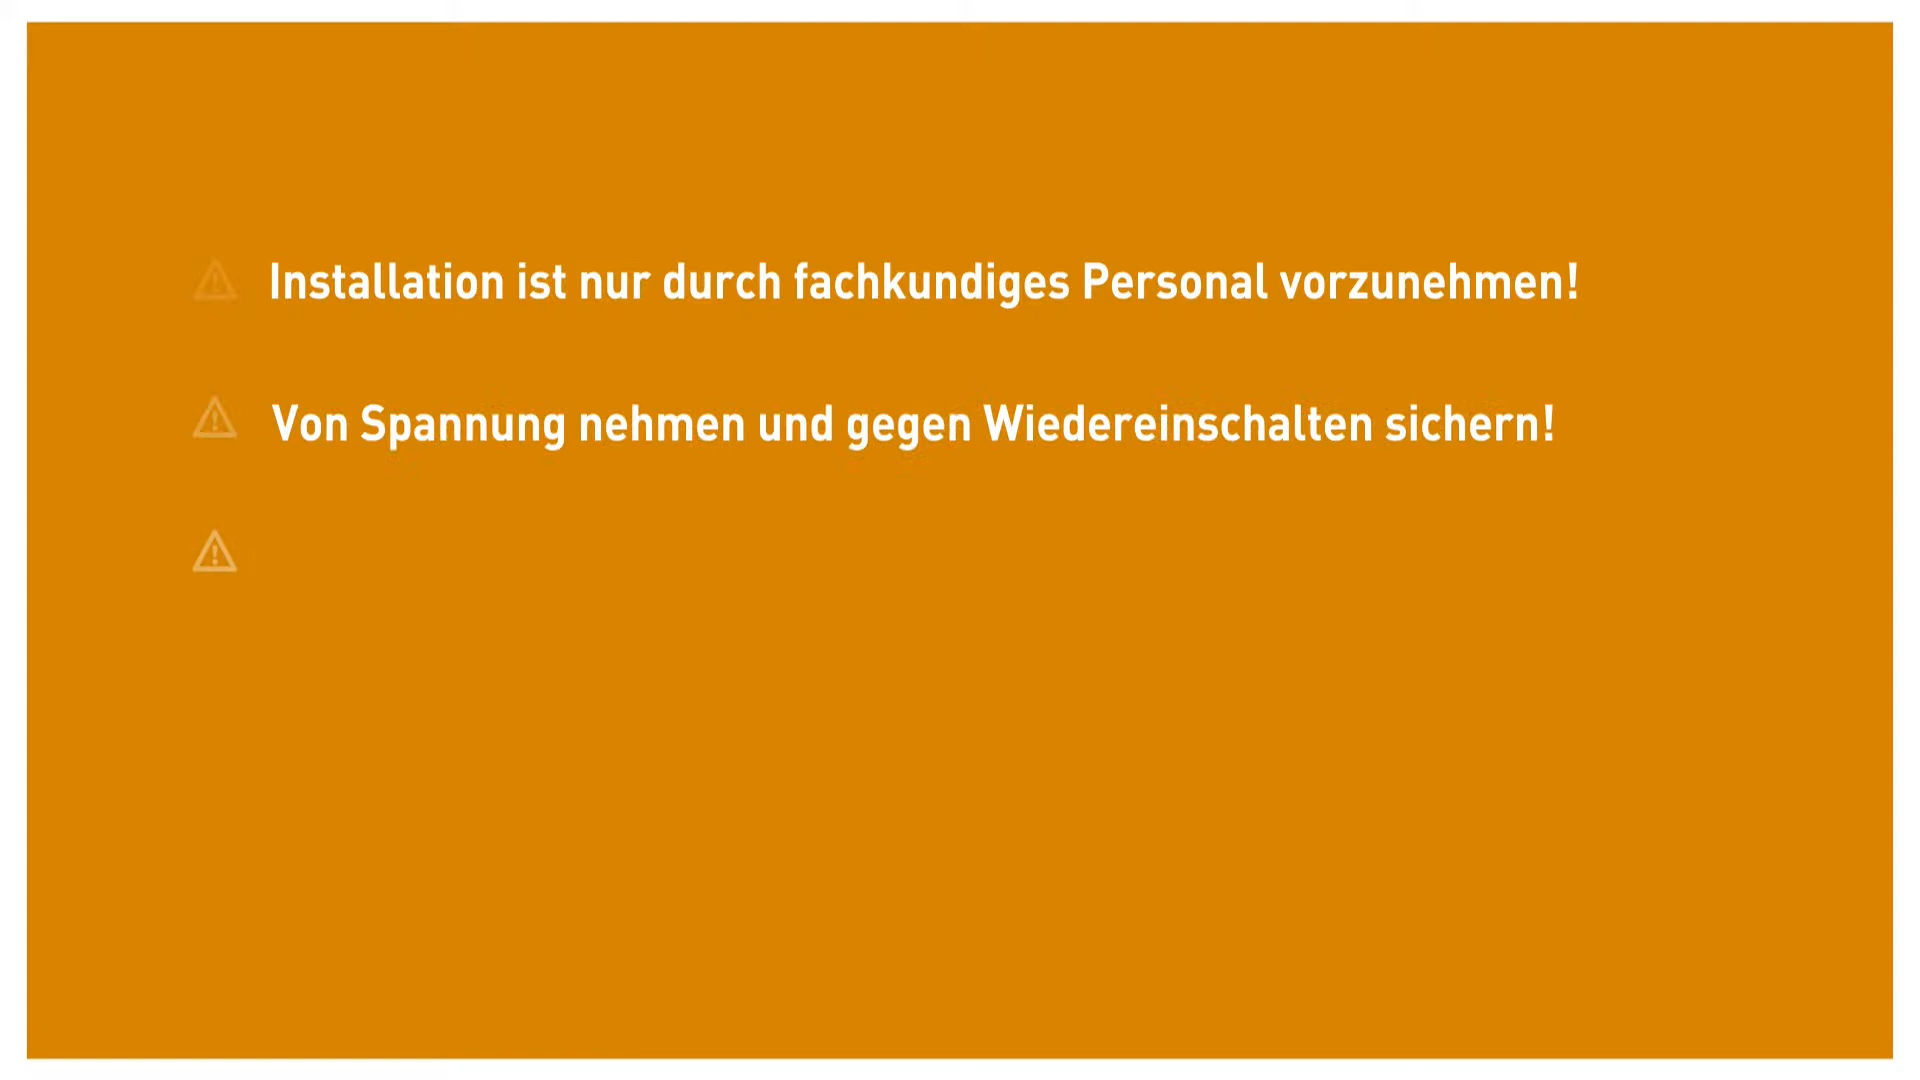 Installation ist nur durch fachkundiges Personal vorzunehmen!
Von Spannung nehmen und gegen Wiedereinschalten sichern!